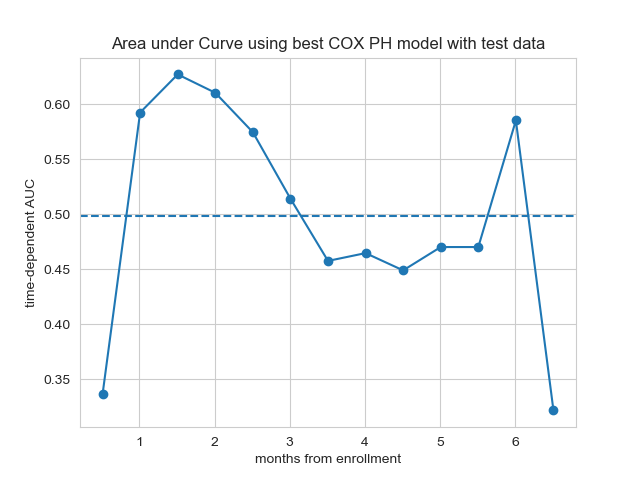 Area under Curve using best COX PH model with test data
time-dependent AUC
0.60
0.55
0.50
0.45
0.40
0.35
1 2 3 4 5 6
months from enrollment